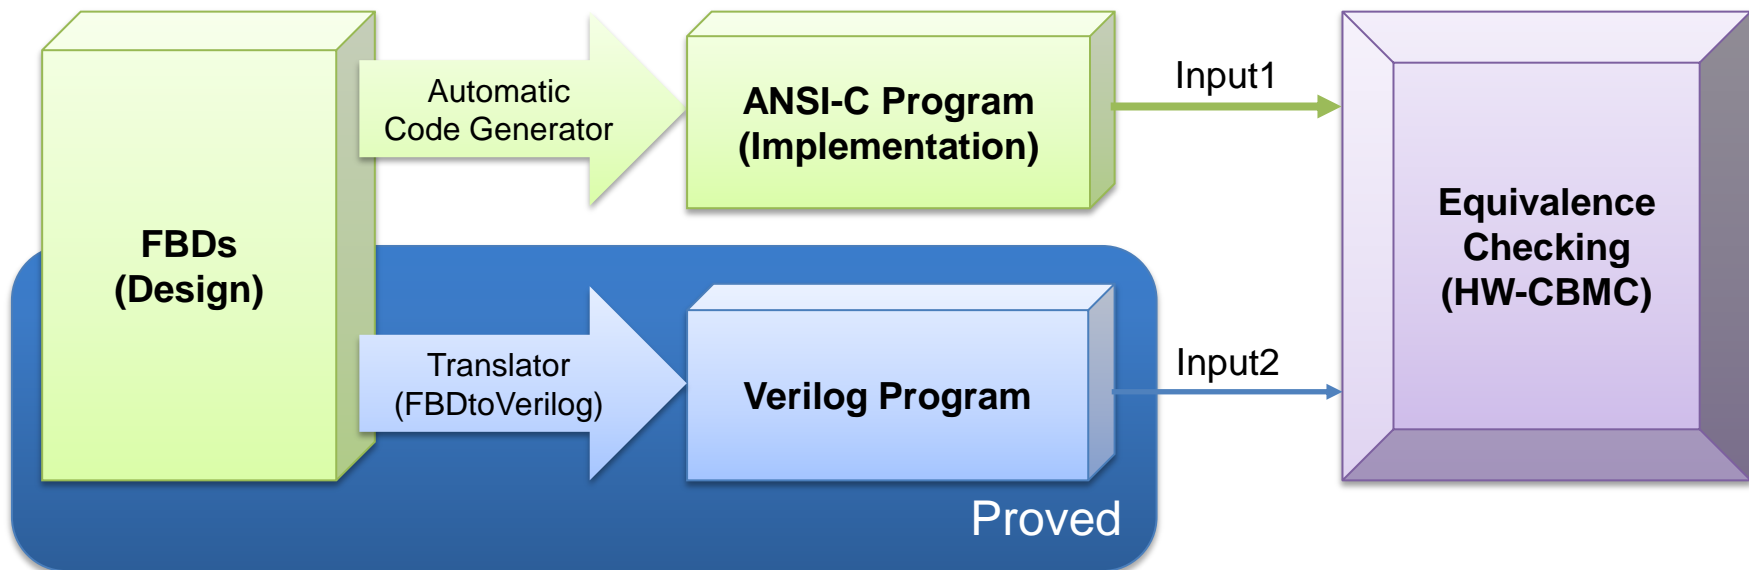 FBDs
(Design)
Automatic
Code Generator
ANSI-C Program
(Implementation)
Input1
Translator
(FBDtoVerilog)
Verilog Program
Input2
Proved
Equivalence
Checking
(HW-CBMC)